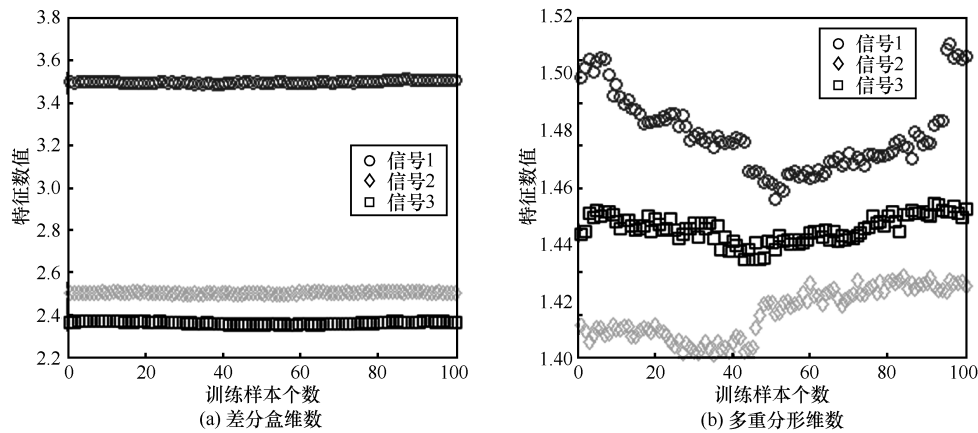 3.8
3.6
3.4
3.2
3.0
2.8
2.6
2.4
2.2
特征数值
信号1
信号2
信号3
0 20 40 60 80 100
训练样本个数
(a) 差分盒维数
1.52
1.50
1.48
1.46
1.44
1.42
1.40
特征数值
信号1
信号2
信号3
0 20 40 60 80 100
训练样本个数
(b) 多重分形维数